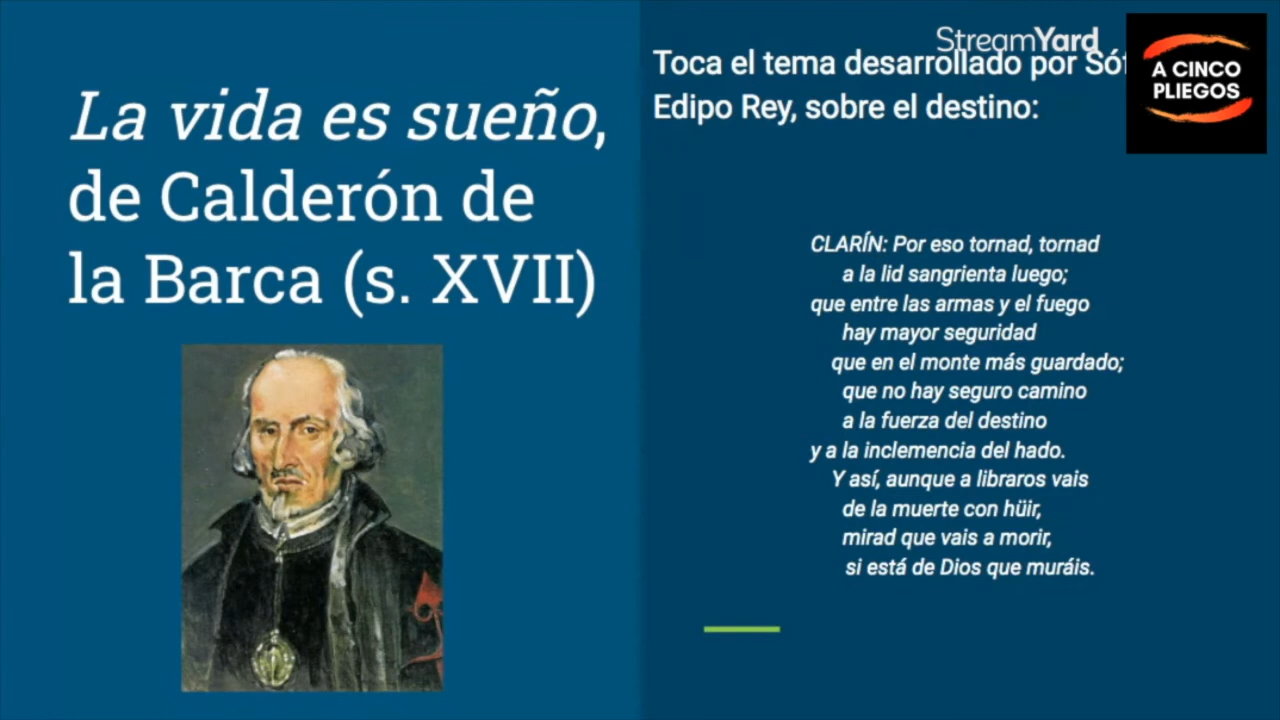 La vida es sueño,
de Calderón de
la Barca (s. XVII)
StreamYard
A CINCO
PLIEGOS
Toca el tema desarrollado por Sóf
Edipo Rey, sobre el destino:
CLARÍN: Por eso tornad, tornad
a la lid sangrienta luego;
que entre las armas y el fuego
hay mayor seguridad
que en el monte más guardado;
que no hay seguro camino
a la fuerza del destino
y a la inclemencia del hado.
Y así, aunque a libraros vais
de la muerte con hüir,
mirad que vais a morir,
si está de Dios que muráis.